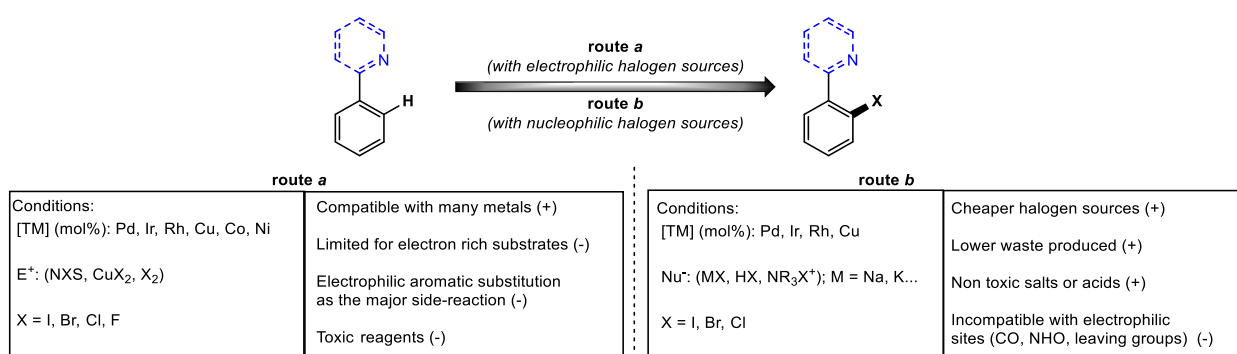 N
H
route a
(with electrophilic halogen sources)
route b
(with nucleophilic halogen sources)
N
X
route a
Conditions:
[TM] (mol%): Pd, Ir, Rh, Cu, Co, Ni
E⁺: (NXS, CuX₂, X₂)
X = I, Br, Cl, F
Compatible with many metals (+)
Limited for electron rich substrates (-)
Electrophilic aromatic substitution
as the major side-reaction (-)
Toxic reagents (-)
route b
Conditions:
[TM] (mol%): Pd, Ir, Rh, Cu
Nu⁻: (MX, HX, NR₃X⁺); M = Na, K...
X = I, Br, Cl
Cheaper halogen sources (+)
Lower waste produced (+)
Non toxic salts or acids (+)
Incompatible with electrophilic
sites (CO, NHO, leaving groups) (-)